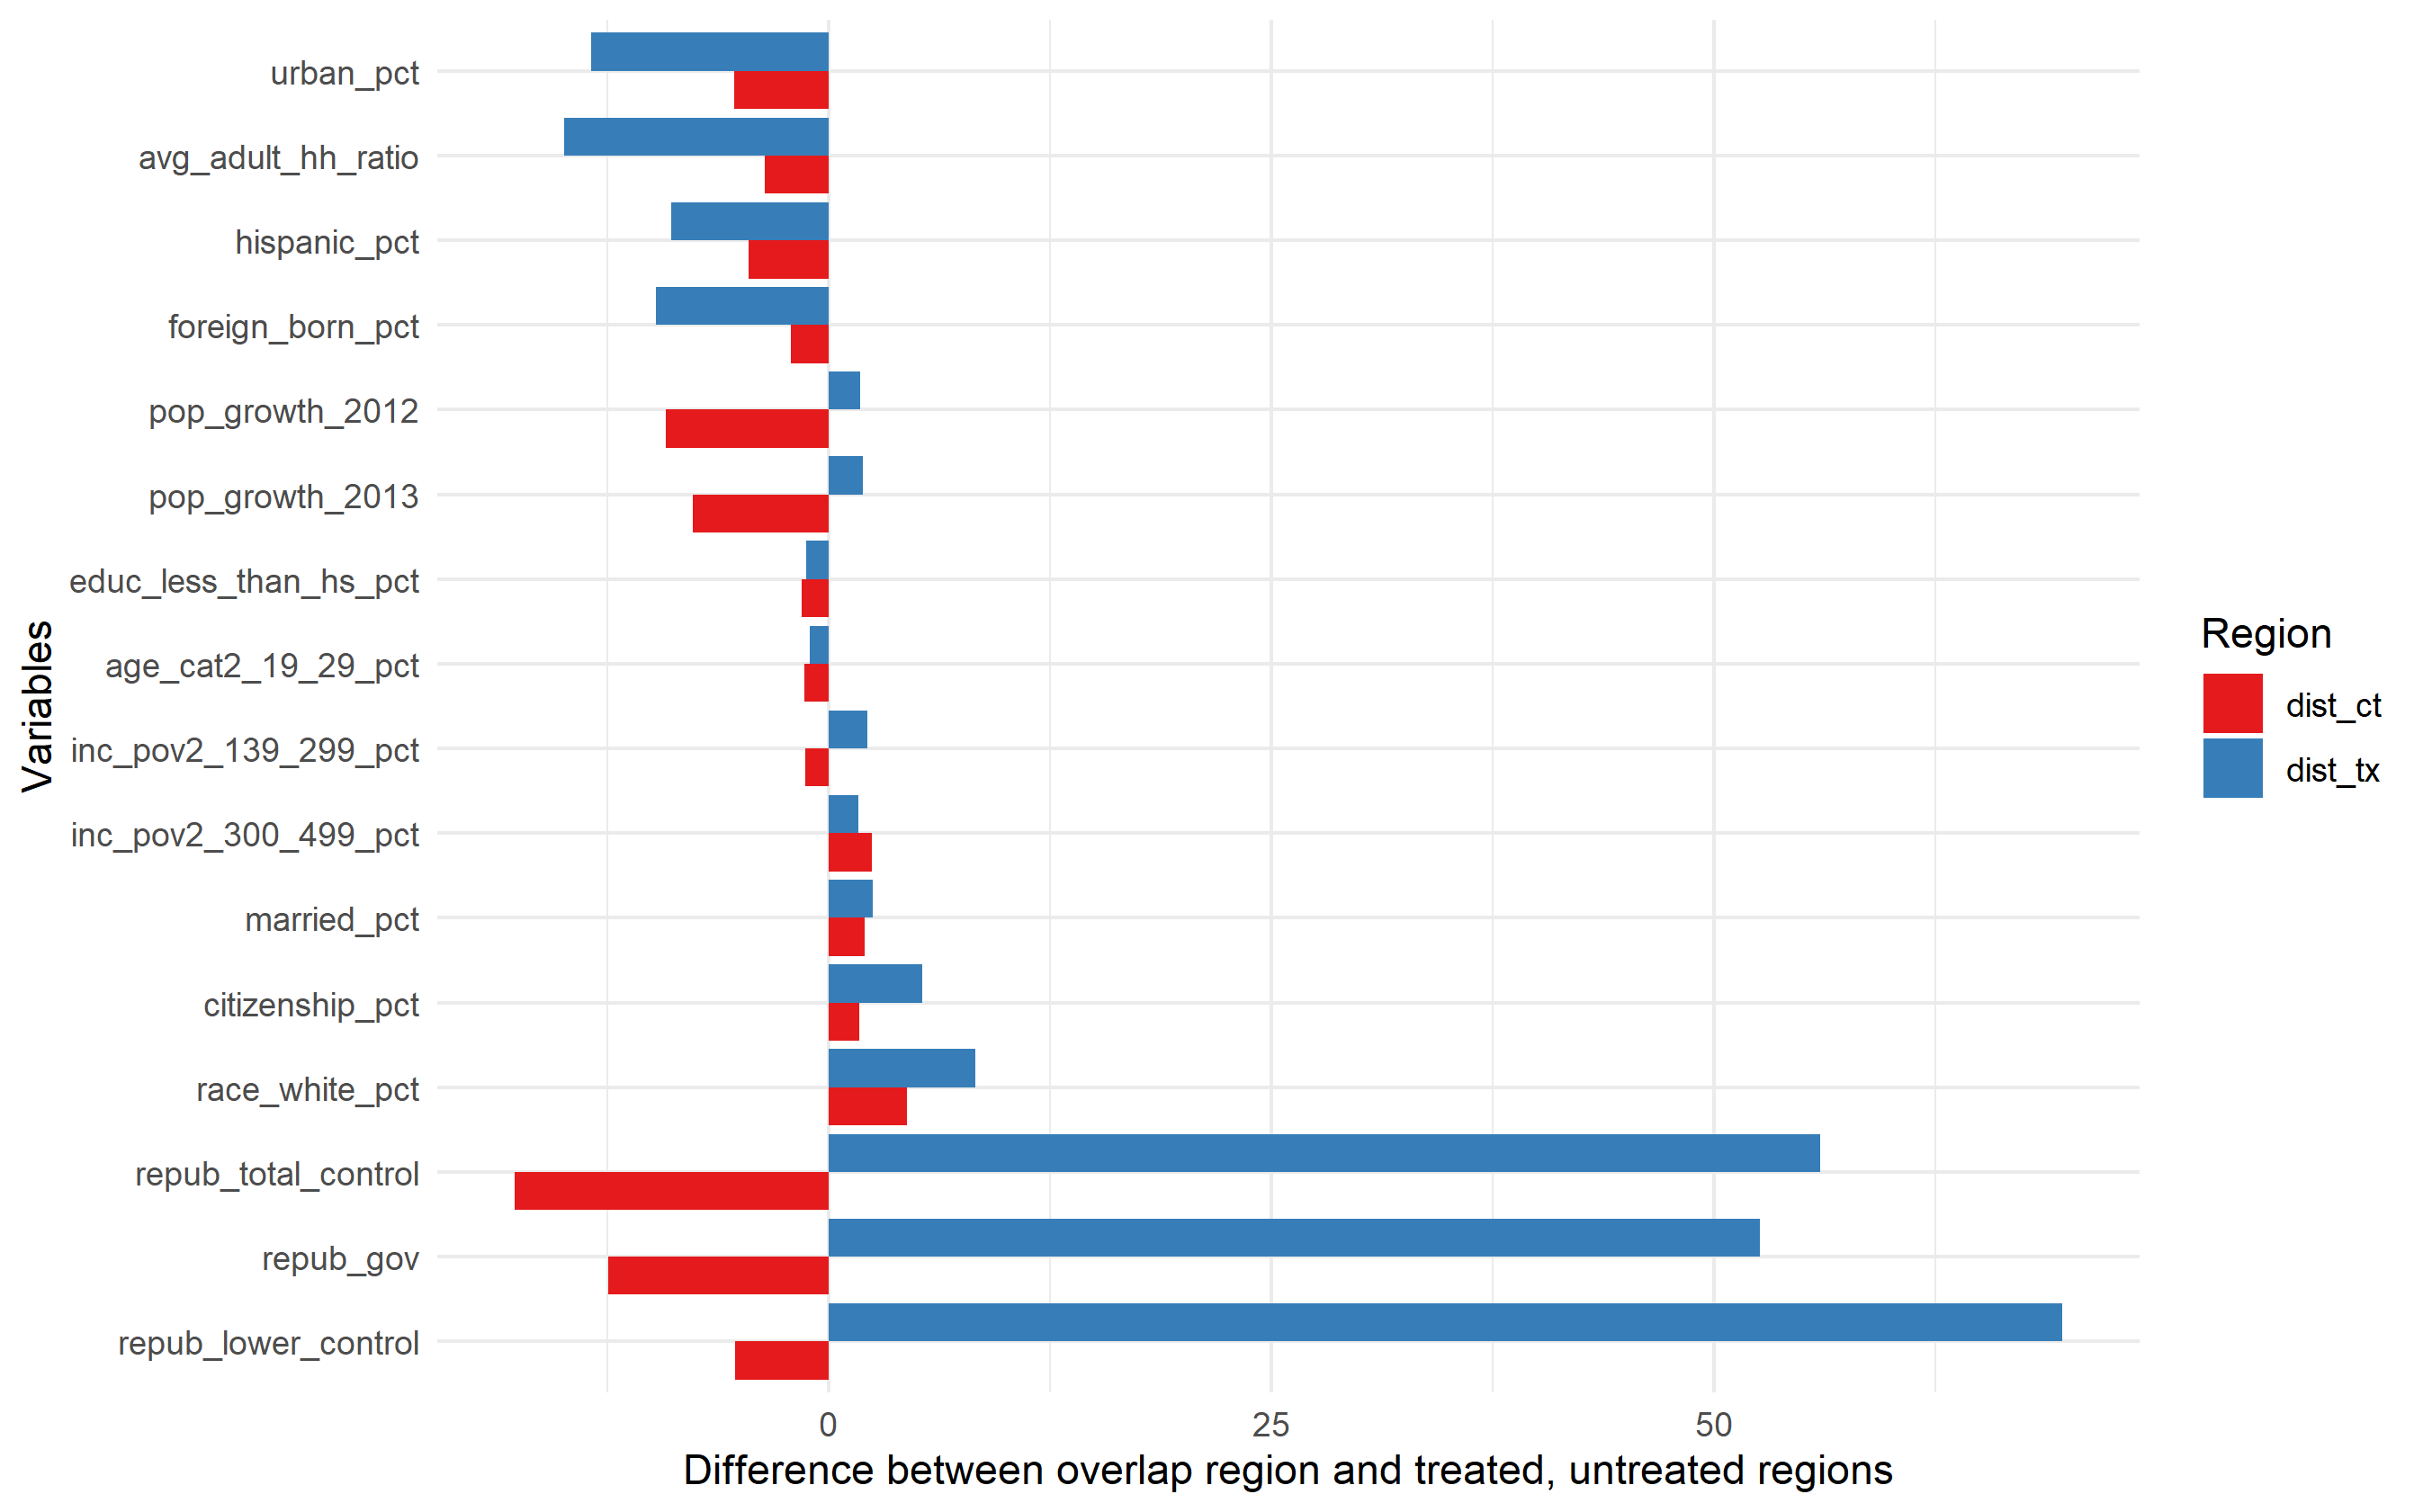 urban_pct
avg_adult_hh_ratio
hispanic_pct
foreign_born_pct
pop_growth_2012
pop_growth_2013
educ_less_than_hs_pct
age_cat2_19_29_pct
inc_pov2_139_299_pct
inc_pov2_300_499_pct
married_pct
citizenship_pct
race_white_pct
repub_total_control
repub_gov
repub_lower_control
Variables
0 25 50
Difference between overlap region and treated, untreated regions
Region
dist_ct
dist_tx